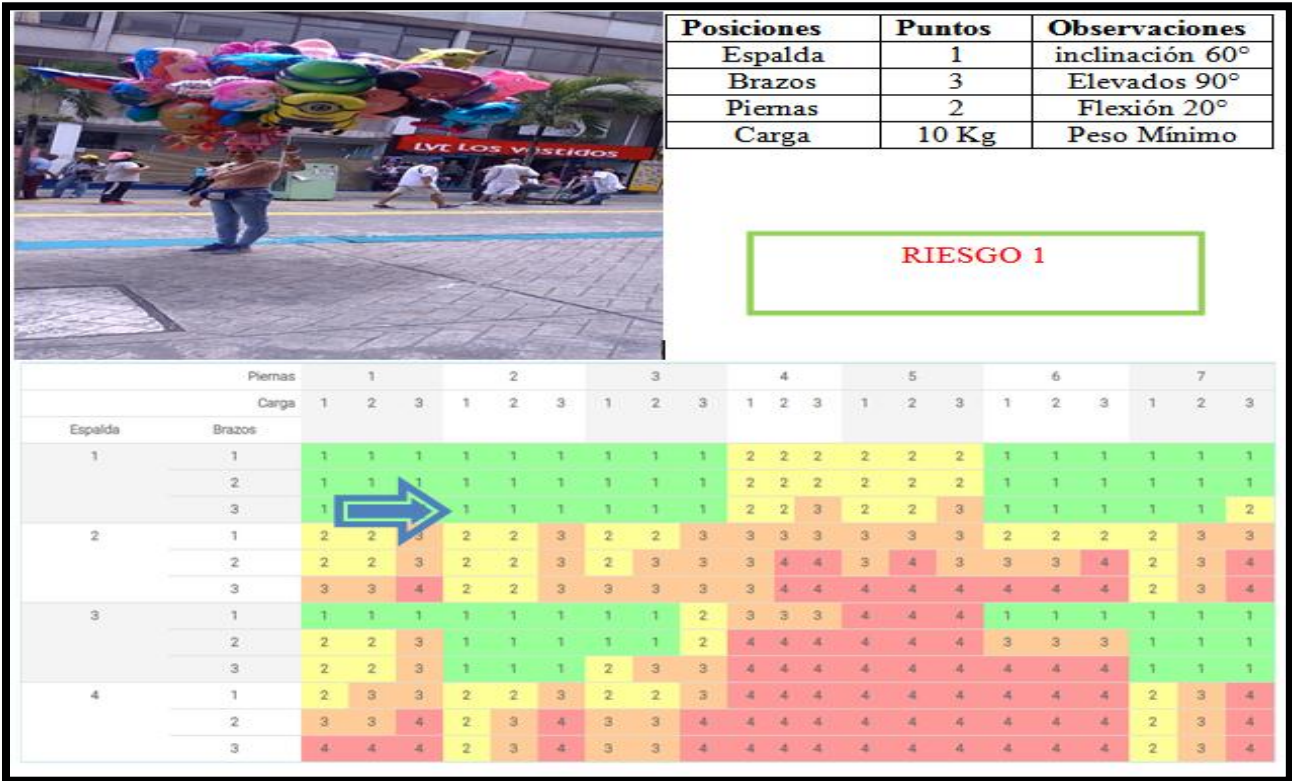 Posiciones Puntos Observaciones
Espalda 1 inclinación 60°
Brazos 3 Elevados 90°
Piernas 2 Flexión 20°
Carga 10 Kg Peso Mínimo
LVT LOS vestidos
RIESGO 1
Piernas 1 2 3 4 5 6 7
Carga 1 2 3 1 2 3 1 2 3 1 2 3 1 2 3 1 2 3 1 2 3
Espalda Brazos
1 1 1 1 1 1 1 1 1 1 1 2 2 2 2 2 2 1 1 1 1 1 1
2 1 1 1 1 1 1 1 1 1 2 2 2 2 2 2 1 1 1 1 1 1
3 1 1 1 1 1 1 1 2 2 3 2 2 3 1 1 1 1 1 2
2 1 2 2 3 2 2 3 2 2 3 3 3 3 3 3 3 2 2 2 2 3 3
2 2 2 3 2 2 3 2 3 3 3 4 4 3 4 3 3 3 4 2 3 4
3 3 3 4 2 2 3 3 3 3 3 4 4 4 4 4 4 4 4 2 3 4
3 1 1 1 1 1 1 1 1 1 2 3 3 3 4 4 4 1 1 1 1 1 1
2 2 2 3 1 1 1 1 1 2 4 4 4 4 4 4 3 3 3 1 1 1
3 2 2 3 1 1 1 2 3 3 4 4 4 4 4 4 4 4 4 1 1 1
4 1 2 3 3 2 2 3 2 2 3 4 4 4 4 4 4 4 4 4 2 3 4
2 3 3 4 2 3 4 3 3 4 4 4 4 4 4 4 4 4 4 2 3 4
3 4 4 4 2 3 4 3 3 4 4 4 4 4 4 4 4 4 4 2 3 4